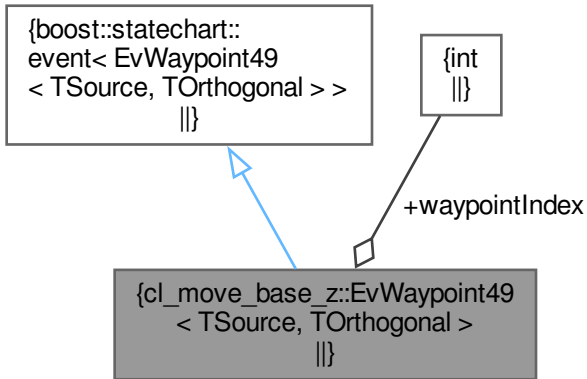 {boost::statechart::
event< EvWaypoint49
< TSource, TOrthogonal > >
||}
{int
||}
+waypointIndex
{cl_move_base_z::EvWaypoint49
< TSource, TOrthogonal >
||}